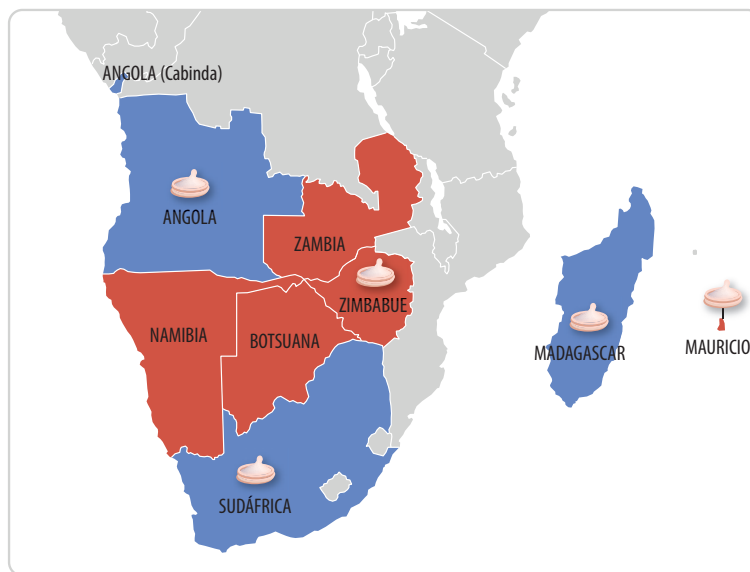 ANGOLA (Cabinda)
ANGOLA
ZAMBIA
ZIMBABUE
NAMIBIA
BOTSUANA
MADAGASCAR
MAURICIO
SUDÁFRICA